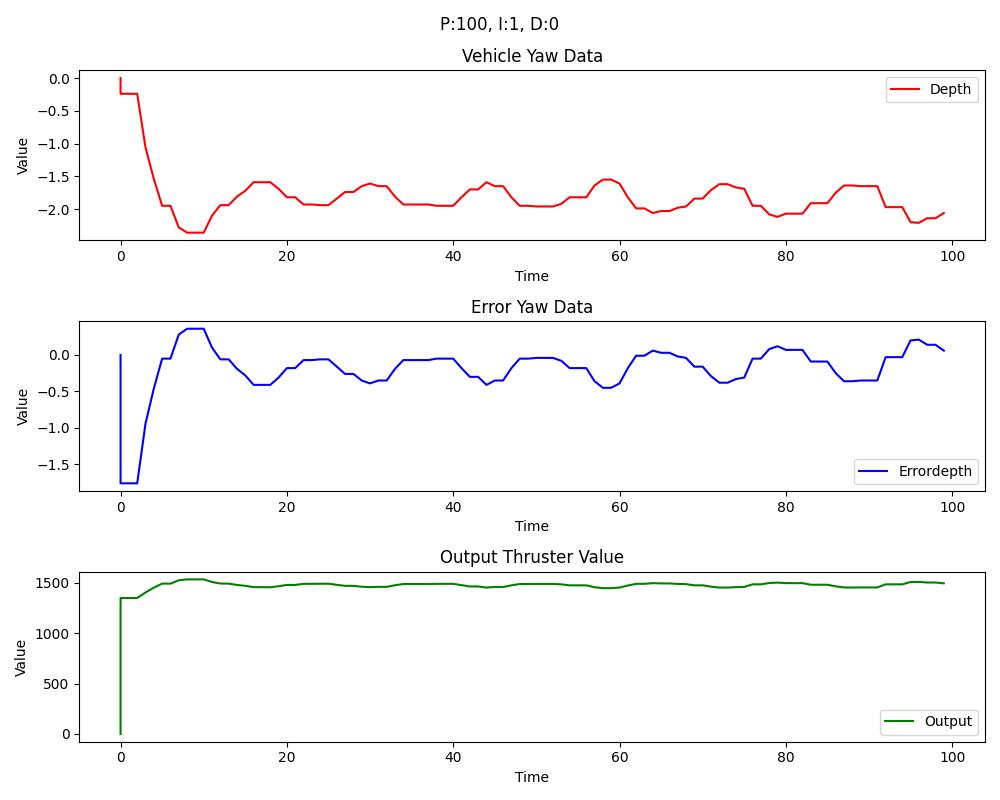 P:100, I:1, D:0
Vehicle Yaw Data
0.0
−0.5
−1.0
−1.5
−2.0
Value
Depth
0 20 40 60 80 100
Time
Error Yaw Data
0.0
−0.5
−1.0
−1.5
Value
Errordepth
0 20 40 60 80 100
Time
Output Thruster Value
1500
1000
500
0
Value
Output
0 20 40 60 80 100
Time